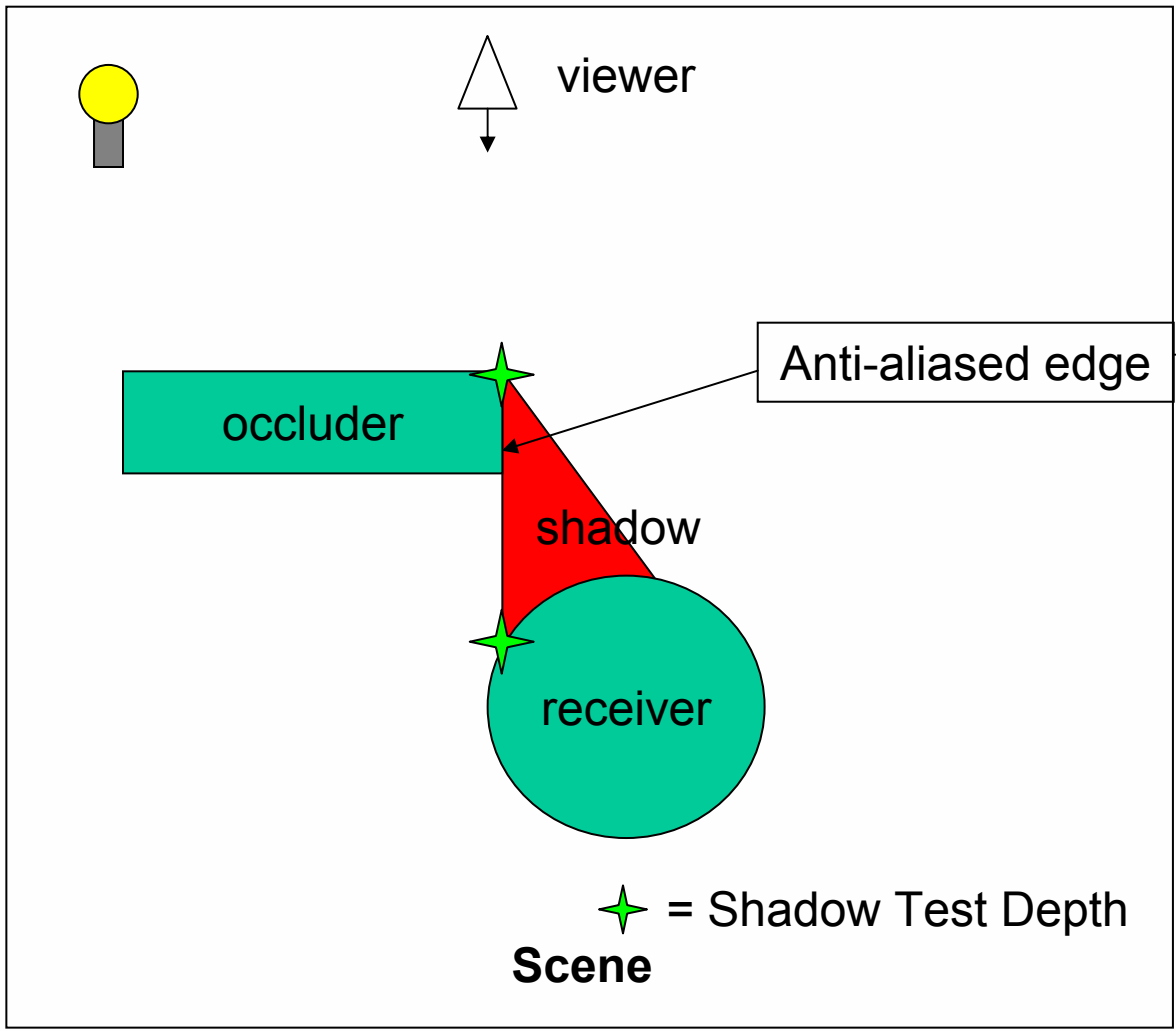 viewer
Anti-aliased edge
occluder
shadow
receiver
= Shadow Test Depth
Scene